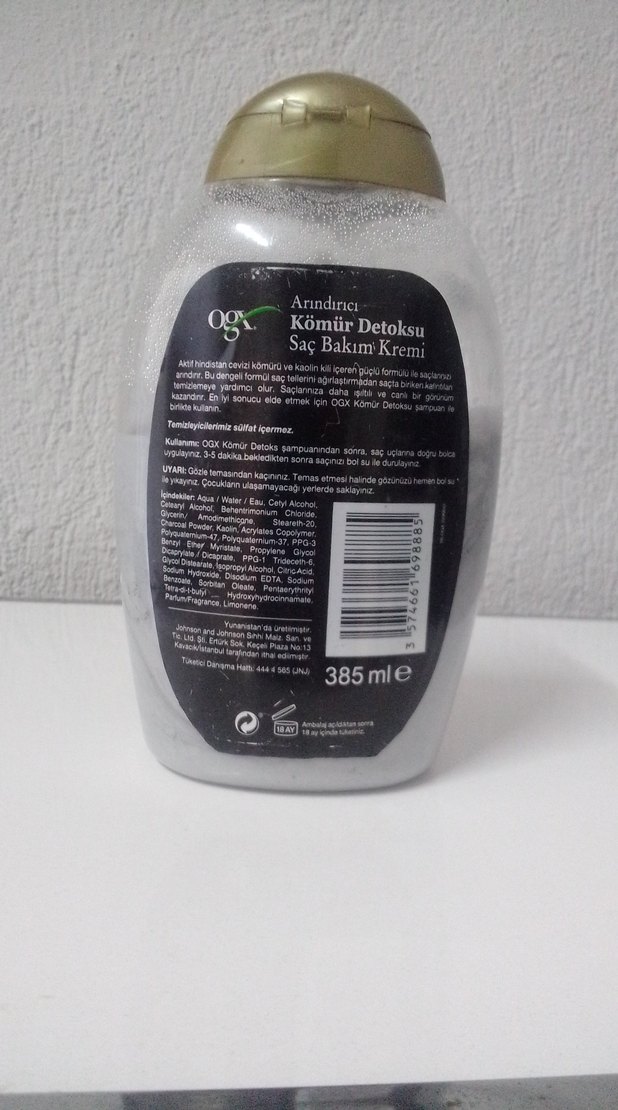 ogx
Arındırıcı
Kömür Detoksu
Saç Bakım Kremi
Aktif hindistan cevizi kömürü ve kaolin kili içeren güçlü formülü ile saçlarınızı
arındırır. Bu dengeli formül saç tellerini ağırlaştırmadan saçta biriken kalıntıları
temizlemeye yardımcı olur. Saçlarınıza daha ışıltılı ve canlı bir görünüm
kazandırır. En iyi sonucu elde etmek için OGX Kömür Detoksu şampuan ile
birlikte kullanın.
Temizleyicilerimiz sülfat içermez.
Kullanımı: OGX Kömür Detoks şampuanından sonra, saç uçlarına doğru bolca
uygulayınız. 3-5 dakika bekledikten sonra saçınızı bol su ile durulayınız.
UYARI: Gözle temasından kaçınınız. Temas etmesi halinde gözünüzü hemen bol su
ile yıkayınız. Çocukların ulaşamayacağı yerlerde saklayınız.
İçindekiler: Aqua / Water / Eau, Cetyl Alcohol,
Cetearyl Alcohol, Behentrimonium Chloride,
Glycerin, Amodimethicone, Steareth-20,
Charcoal Powder, Kaolin, Acrylates Copolymer,
Polyquaternium-47, Polyquaternium-37, PPG-3
Benzyl Ether Myristate, Propylene Glycol
Dicaprylate / Dicaprate, PPG-1 Trideceth-6,
Glycol Distearate, Isopropyl Alcohol, Citric Acid,
Sodium Hydroxide, Disodium EDTA, Sodium
Benzoate, Sorbitan Oleate, Pentaerythrityl
Tetra-di-t-butyl Hydroxyhydrocinnamate,
Parfum/Fragrance, Limonene.
Yunanistan'da üretilmiştir.
Johnson and Johnson Sıhhi Malz. San. ve
Tic. Ltd. Şti. Ertürk Sok. Keçeli Plaza No:13
Kavacık/İstanbul tarafından ithal edilmiştir.
Tüketici Danışma Hattı: 444 4 565 (JNJ)
3 574661 698885
385 ml e
18 AY
Ambalaj açıldıktan sonra
18 ay içinde tüketiniz.